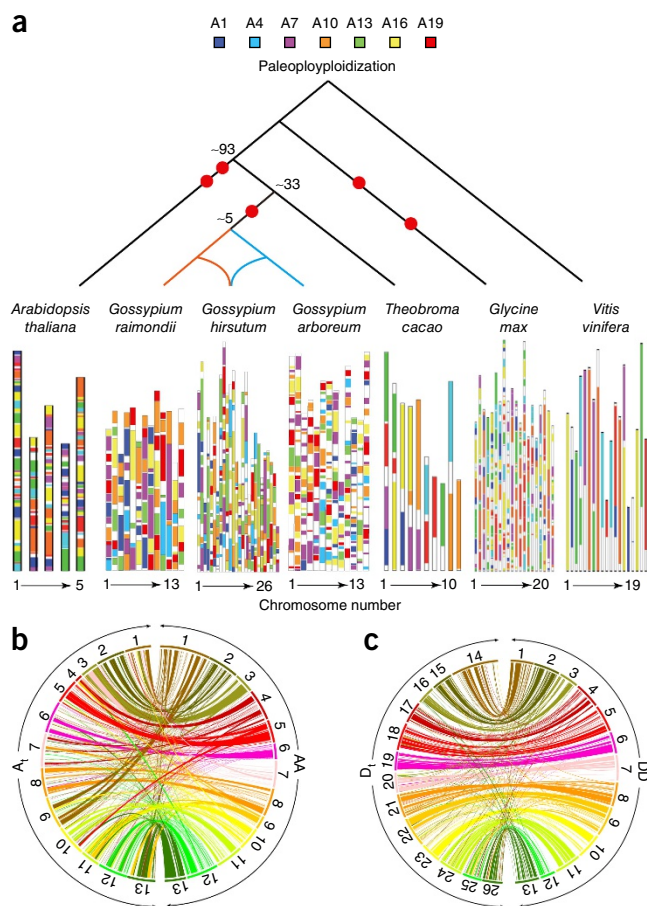 a
A1 A4 A7 A10 A13 A16 A19
Paleoployploidization
~93
~33
~5
Arabidopsis thaliana
Gossypium raimondii
Gossypium hirsutum
Gossypium arboreum
Theobroma cacao
Glycine max
Vitis vinifera
1 5 1 13 1 26 1 13 1 10 1 20 1 19
Chromosome number
b
At
1 2 3 4 5 6 7 8 9 10 11 12 13
AA
1 2 3 4 5 6 7 8 9 10 11 12 13
c
Dt
14 15 16 17 18 19 20 21 22 23 24 25 26
DD
1 2 3 4 5 6 7 8 9 10 11 12 13